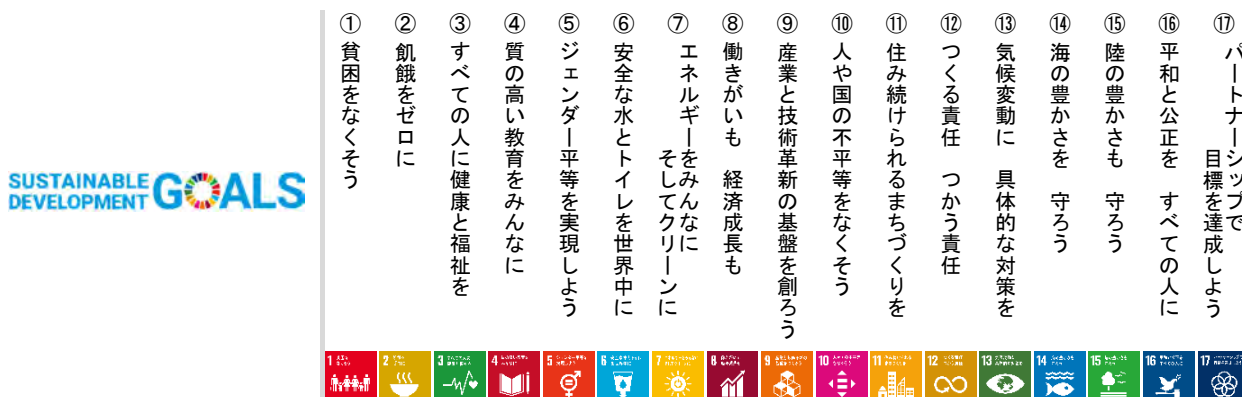 SUSTAINABLE
DEVELOPMENT
GOALS
① 貧困をなくそう
② 飢餓をゼロに
③ すべての人に健康と福祉を
④ 質の高い教育をみんなに
⑤ ジェンダー平等を実現しよう
⑥ 安全な水とトイレを世界中に
⑦ エネルギーをみんなに
そしてクリーンに
⑧ 働きがいも 経済成長も
⑨ 産業と技術革新の基盤を創ろう
⑩ 人や国の不平等をなくそう
⑪ 住み続けられるまちづくりを
⑫ つくる責任 つかう責任
⑬ 気候変動に 具体的な対策を
⑭ 海の豊かさを 守ろう
⑮ 陸の豊かさも 守ろう
⑯ 平和と公正を すべての人に
⑰ パートナーシップで
目標を達成しよう
1
2
3
4
5
6
7
8
9
10
11
12
13
14
15
16
17